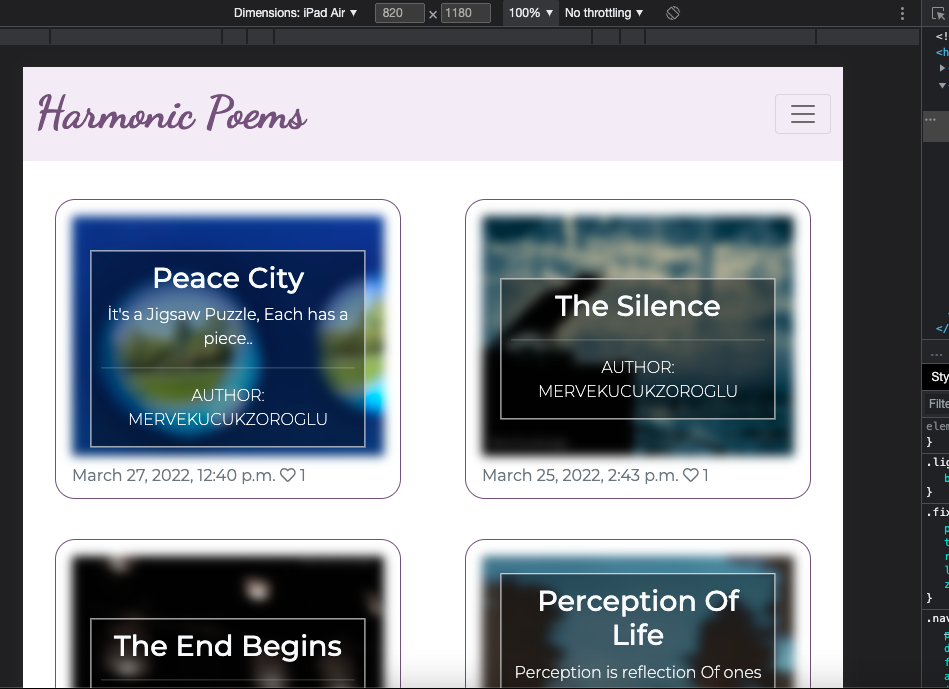 Dimensions: iPad Air ▼ 820 × 1180 100% ▼ No throttling ▼
Harmonic Poems
Peace City
İt's a Jigsaw Puzzle, Each has a
piece..
AUTHOR:
MERVEKUCUKZOROGLU
March 27, 2022, 12:40 p.m. ♡ 1
The Silence
AUTHOR:
MERVEKUCUKZOROGLU
March 25, 2022, 2:43 p.m. ♡ 1
The End Begins
Perception Of
Life
Perception is reflection Of ones
<!
<h
</
...
Sty
Filte
elem
}
.lig
b
}
.fix
p
t
r
l
z
}
.nav
p
d
f
a